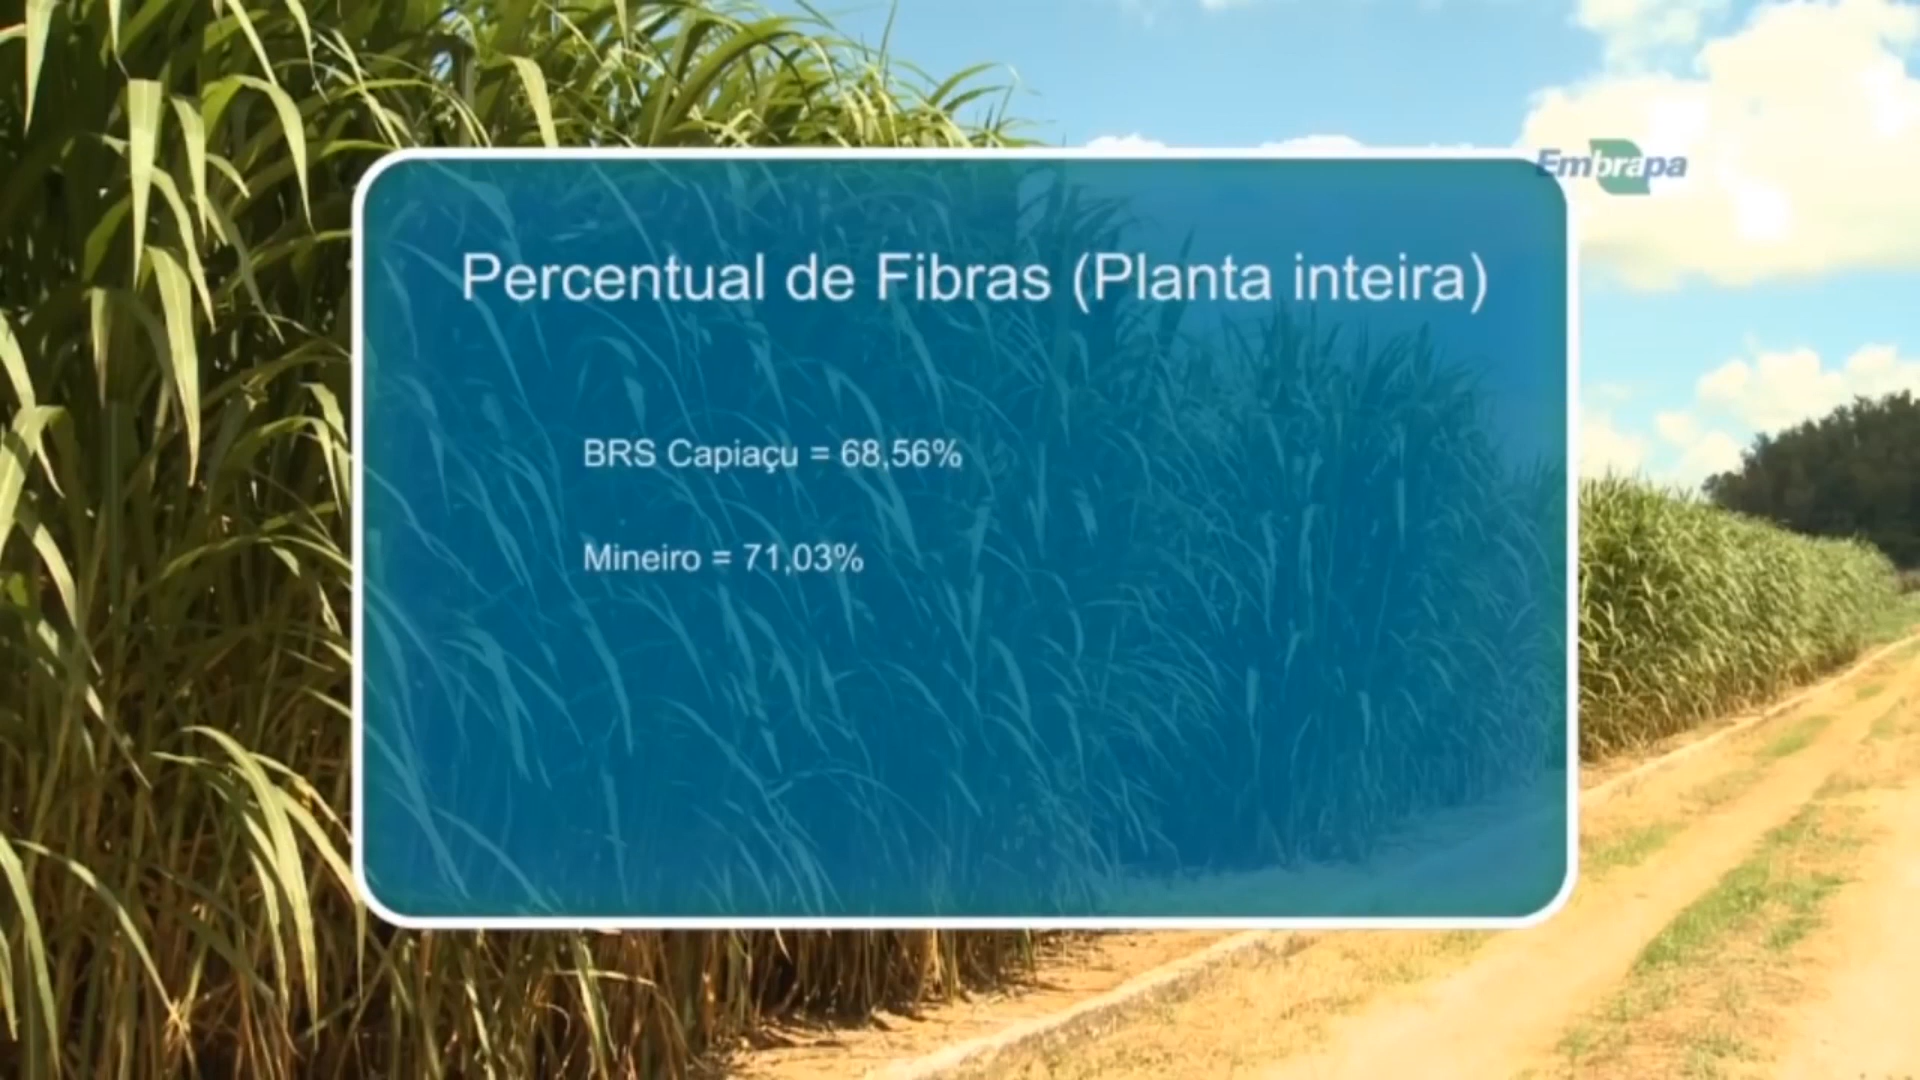 Embrapa
Percentual de Fibras (Planta inteira)
BRS Capiaçu = 68,56%
Mineiro = 71,03%